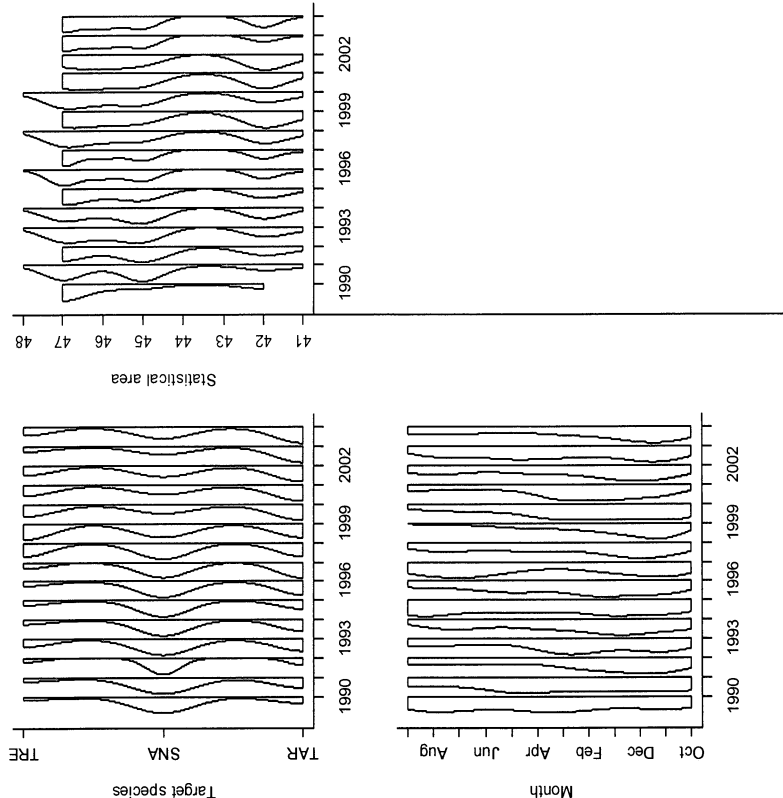 Statistical area
48
47
46
45
44
43
42
41
1990
1993
1996
1999
2002
Target species
TRE
SNA
TAR
1990
1993
1996
1999
2002
Month
Aug
Jun
Apr
Feb
Dec
Oct
1990
1993
1996
1999
2002